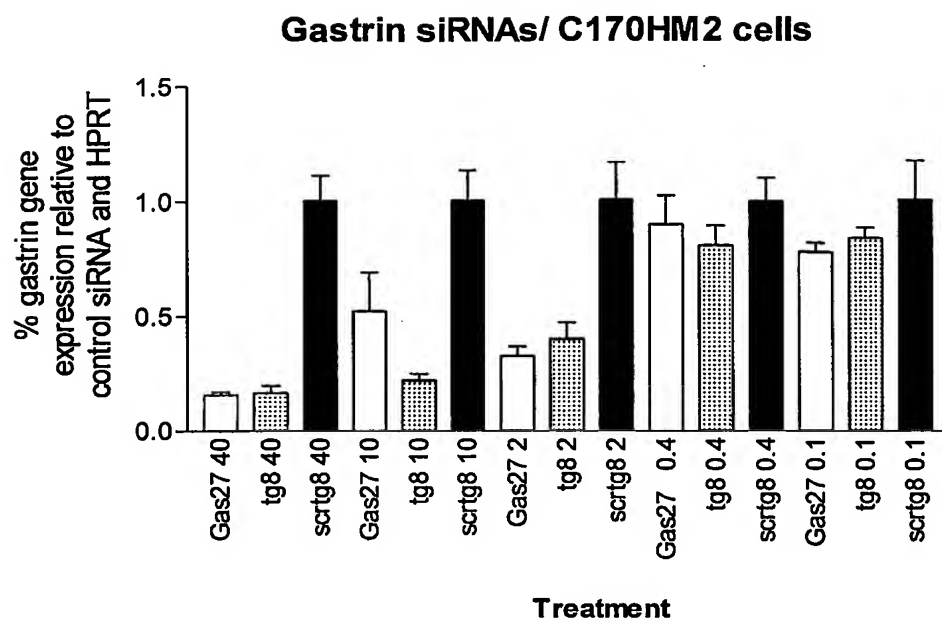 Gastrin siRNAs/ C170HM2 cells
% gastrin gene
expression relative to
control siRNA and HPRT
1.5
1.0
0.5
0.0
Gas27 40
tg8 40
scrtg8 40
Gas27 10
tg8 10
scrtg8 10
Gas27 2
tg8 2
scrtg8 2
Gas27 0.4
tg8 0.4
scrtg8 0.4
Gas27 0.1
tg8 0.1
scrtg8 0.1
Treatment